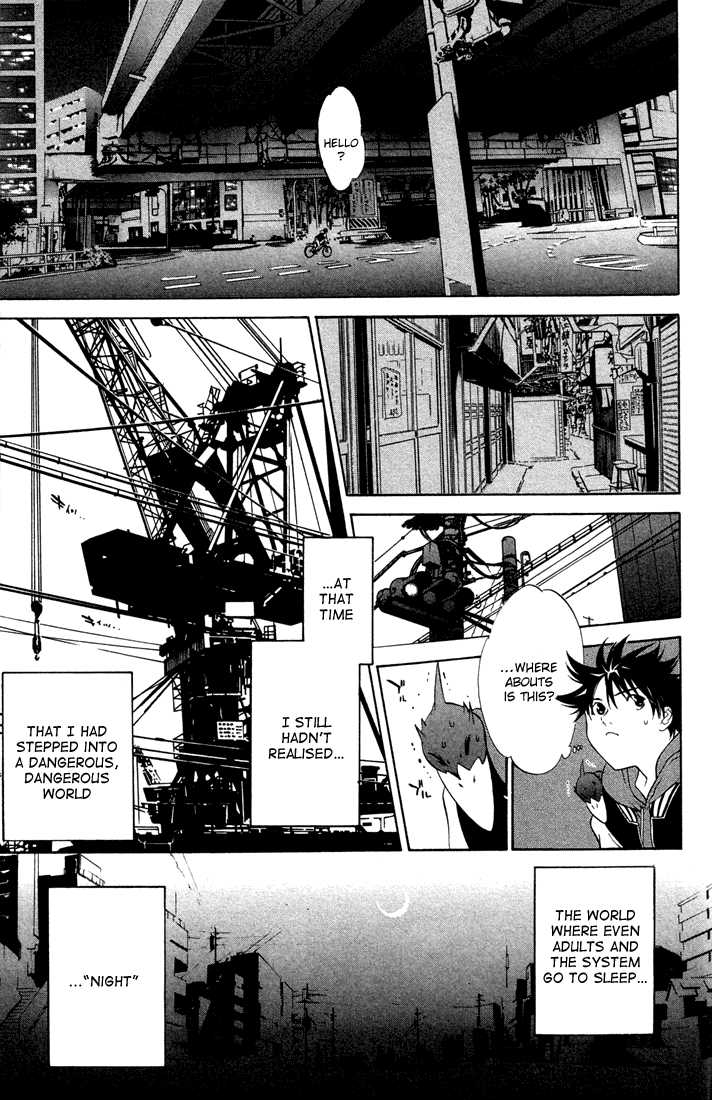 HELLO
?
...WHERE
ABOUTS
IS THIS?
...AT
THAT
TIME
I STILL
HADN'T
REALISED...
THAT I HAD
STEPPED INTO
A DANGEROUS,
DANGEROUS
WORLD
THE WORLD
WHERE EVEN
ADULTS AND
THE SYSTEM
GO TO SLEEP...
..."NIGHT"